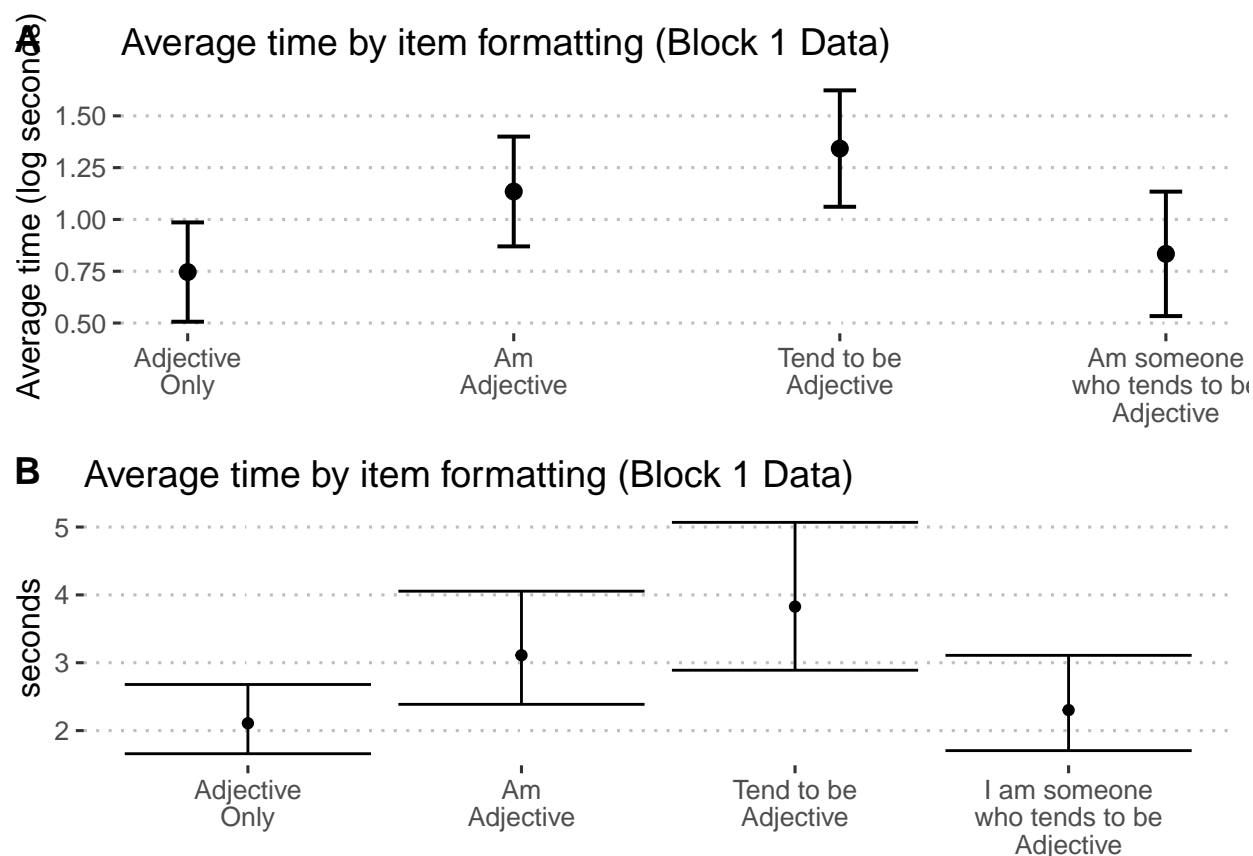 A
Average time by item formatting (Block 1 Data)
Average time (log seconds)
1.50
1.25
1.00
0.75
0.50
Adjective
Only
Am
Adjective
Tend to be
Adjective
Am someone
who tends to be
Adjective
B
Average time by item formatting (Block 1 Data)
seconds
5
4
3
2
Adjective
Only
Am
Adjective
Tend to be
Adjective
I am someone
who tends to be
Adjective